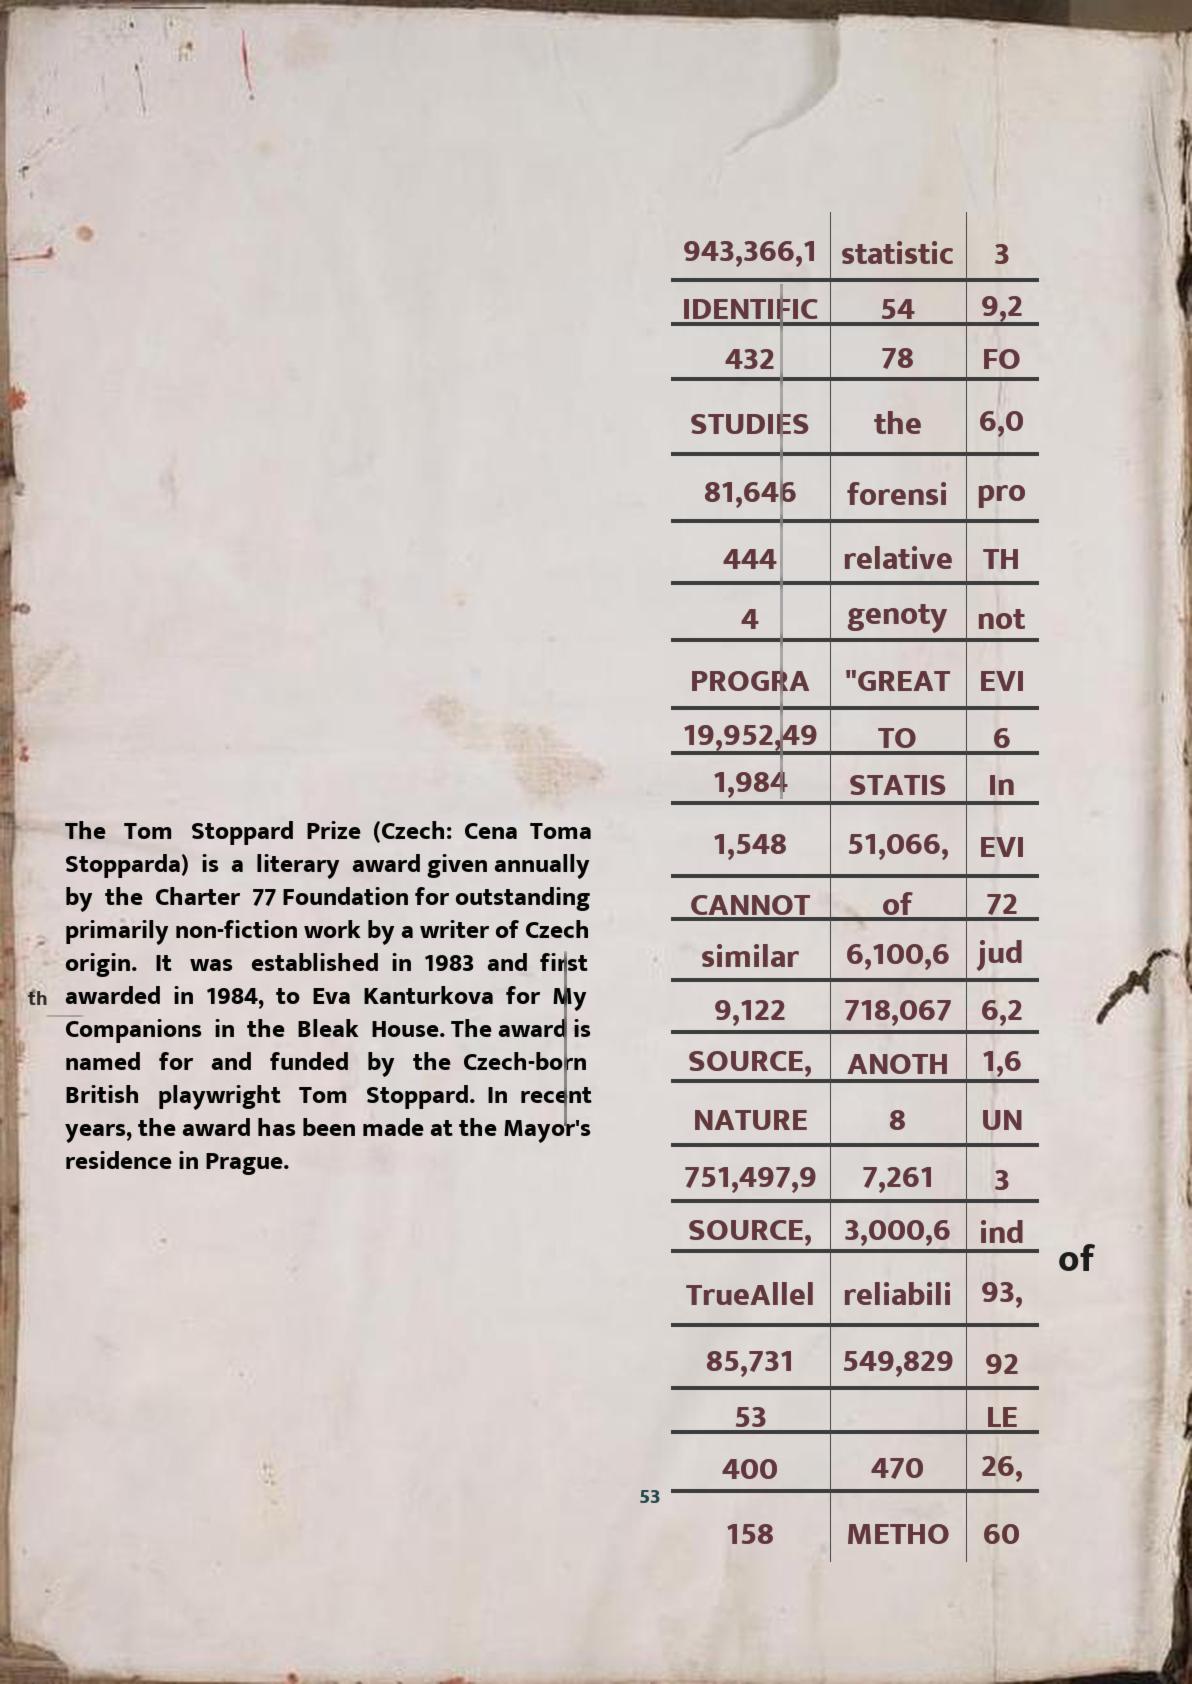 The Tom Stoppard Prize (Czech: Cena Toma
Stopparda) is a literary award given annually
by the Charter 77 Foundation for outstanding
primarily non-fiction work by a writer of Czech
origin. It was established in 1983 and first
awarded in 1984, to Eva Kanturkova for My
Companions in the Bleak House. The award is
named for and funded by the Czech-born
British playwright Tom Stoppard. In recent
years, the award has been made at the Mayor's
residence in Prague.
th
943,366,1 statistic 3
IDENTIFIC 54 9,2
432 78 FO
STUDIES the 6,0
81,646 forensi pro
444 relative TH
4 genoty not
PROGRA "GREAT EVI
19,952,49 TO 6
1,984 STATIS In
1,548 51,066, EVI
CANNOT of 72
similar 6,100,6 jud
9,122 718,067 6,2
SOURCE, ANOTH 1,6
NATURE 8 UN
751,497,9 7,261 3
SOURCE, 3,000,6 ind
TrueAllel reliabili 93,
85,731 549,829 92
53 LE
400 470 26,
158 METHO 60
of
53